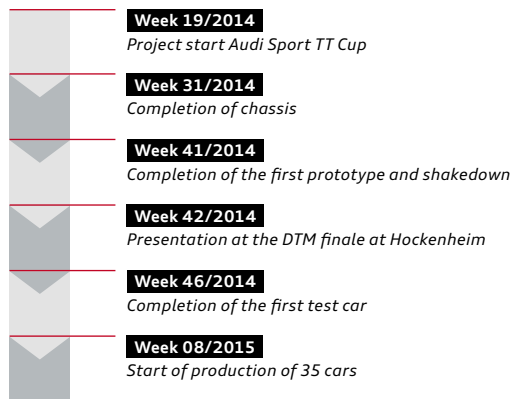 Week 19/2014
Project start Audi Sport TT Cup
Week 31/2014
Completion of chassis
Week 41/2014
Completion of the first prototype and shakedown
Week 42/2014
Presentation at the DTM finale at Hockenheim
Week 46/2014
Completion of the first test car
Week 08/2015
Start of production of 35 cars